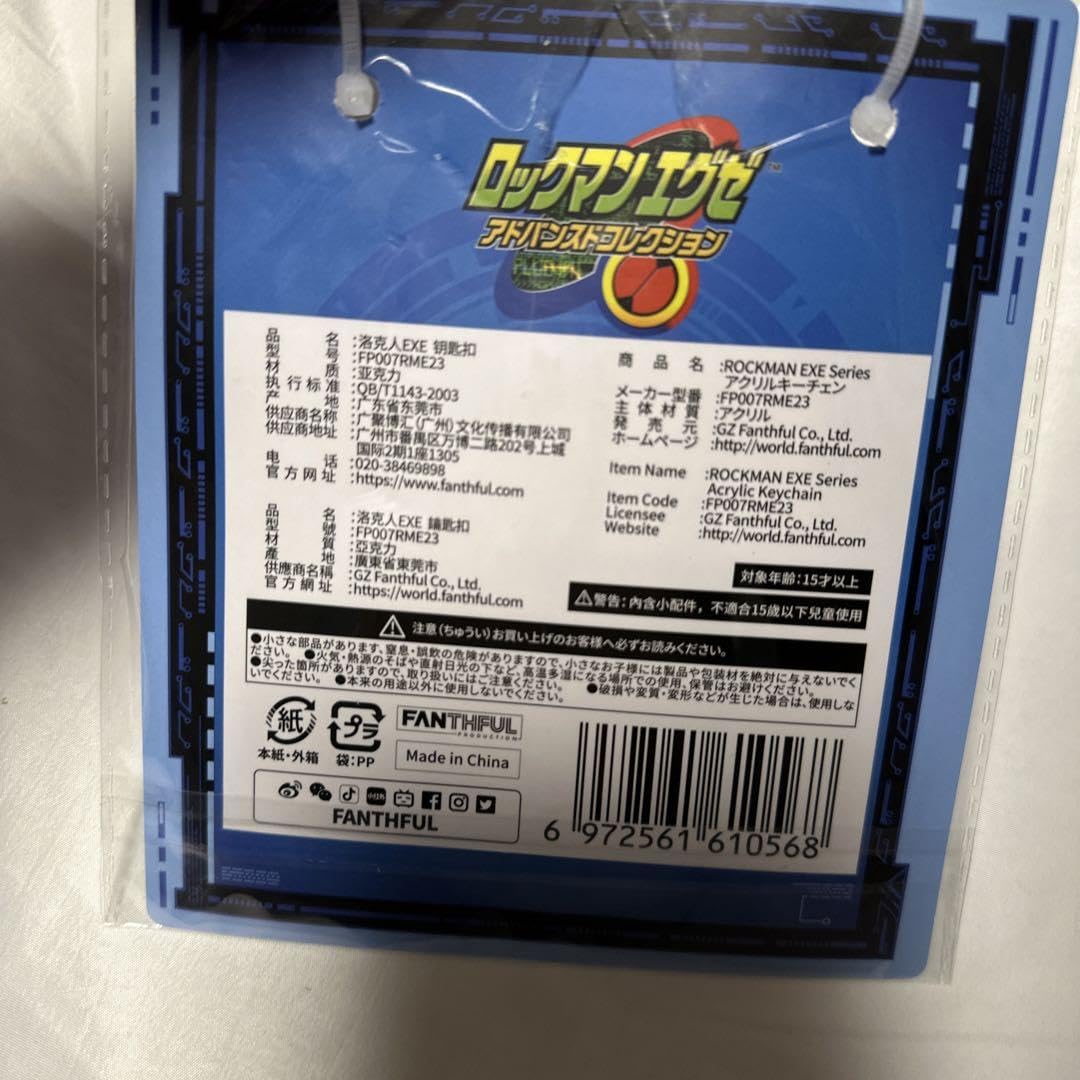 ロックマンエグゼ™
アドバンスドコレクション
品名:洛克人EXE 钥匙扣
型号:FP007RME23
材质:亚克力
执行标准:QB/T1143-2003
产地:广东省东莞市
供应商名称:广聚博汇(广州)文化传播有限公司
供应商地址:广州市番禺区万博二路202号上城
国际2期1座1305
电话:020-38469898
官方网址:https://www.fanthful.com
品名:洛克人EXE 鑰匙扣
型號:FP007RME23
材質:亞克力
產地:廣東省東莞市
供應商名稱:GZ Fanthful Co., Ltd.
官方網址:https://world.fanthful.com
商品名:ROCKMAN EXE Series
アクリルキーチェン
メーカー型番:FP007RME23
主体材質:アクリル
発売元:GZ Fanthful Co., Ltd.
ホームページ:http://world.fanthful.com
Item Name:ROCKMAN EXE Series
Acrylic Keychain
Item Code:FP007RME23
Licensee:GZ Fanthful Co., Ltd.
Website:http://world.fanthful.com
対象年齢:15才以上
警告:內含小配件，不適合15歲以下兒童使用
注意(ちゅうい)お買い上げのお客様へ必ずお読みください。
●小さな部品があります、窒息・誤飲の危険がありますので、小さなお子様には製品や包装材を絶対に与えないでく
ださい。 ●火気・熱源のそばや直射日光の下など、高温多湿になる場所での使用、保管はお避けください。
●尖った箇所がありますので、取り扱いにはご注意ください。 ●破損や変質・変形などが生じた場合は、使用しな
いでください。 ●本来の用途以外に使用しないでください。
紙
プラ
本紙・外箱
袋:PP
FANTHFUL
PRODUCTION
Made in China
小红书
FANTHFUL
6 972561 610568